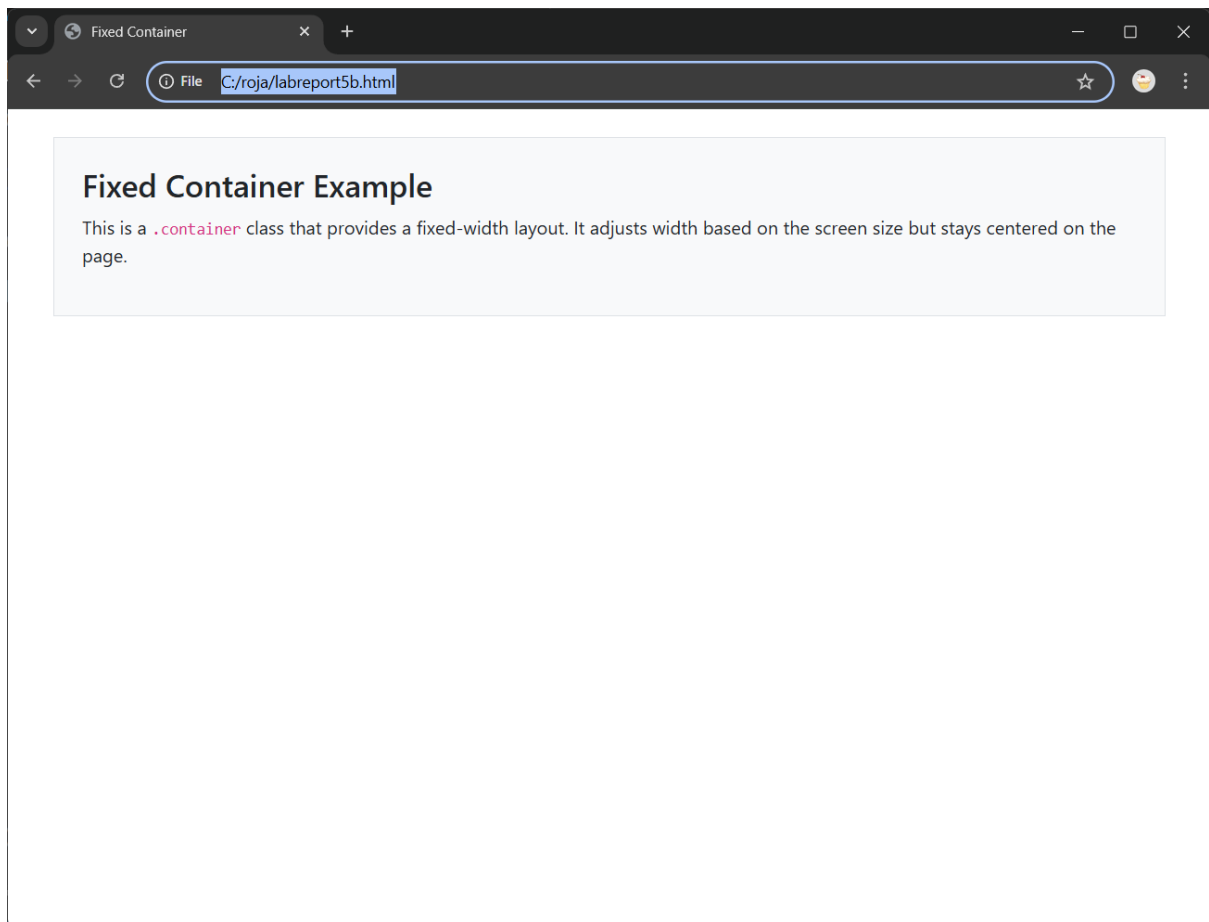 Fixed Container
File C:/roja/labreport5b.html
Fixed Container Example
This is a .container class that provides a fixed-width layout. It adjusts width based on the screen size but stays centered on the
page.